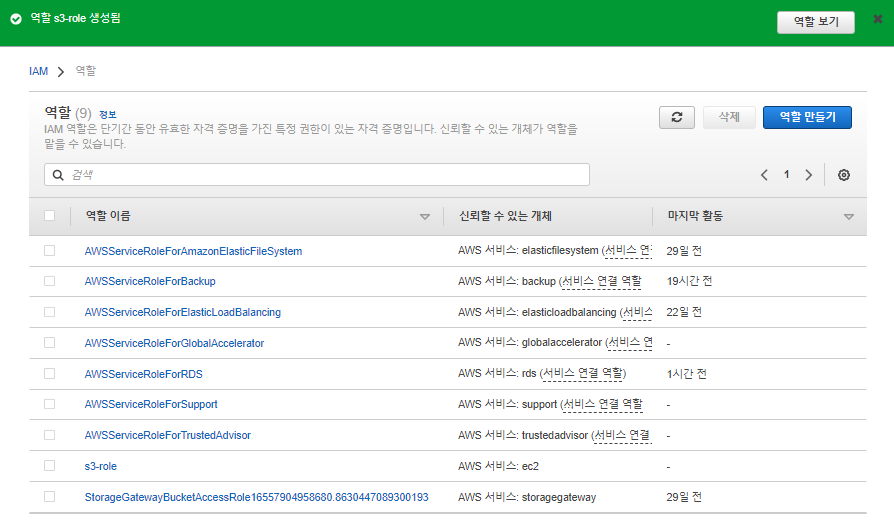 역할 s3-role 생성됨
역할 보기
IAM > 역할
역할 (9) 정보
IAM 역할은 단기간 동안 유효한 자격 증명을 가진 특정 권한이 있는 자격 증명입니다. 신뢰할 수 있는 개체가 역할을
맡을 수 있습니다.
삭제
역할 만들기
검색
1
역할 이름 신뢰할 수 있는 개체 마지막 활동
AWSServiceRoleForAmazonElasticFileSystem AWS 서비스: elasticfilesystem (서비스 연결 29일 전
AWSServiceRoleForBackup AWS 서비스: backup (서비스 연결 역할 19시간 전
AWSServiceRoleForElasticLoadBalancing AWS 서비스: elasticloadbalancing (서비스 22일 전
AWSServiceRoleForGlobalAccelerator AWS 서비스: globalaccelerator (서비스 연 -
AWSServiceRoleForRDS AWS 서비스: rds (서비스 연결 역할) 1시간 전
AWSServiceRoleForSupport AWS 서비스: support (서비스 연결 역할 -
AWSServiceRoleForTrustedAdvisor AWS 서비스: trustedadvisor (서비스 연결 -
s3-role AWS 서비스: ec2 -
StorageGatewayBucketAccessRole16557904958680.8630447089300193 AWS 서비스: storagegateway 29일 전